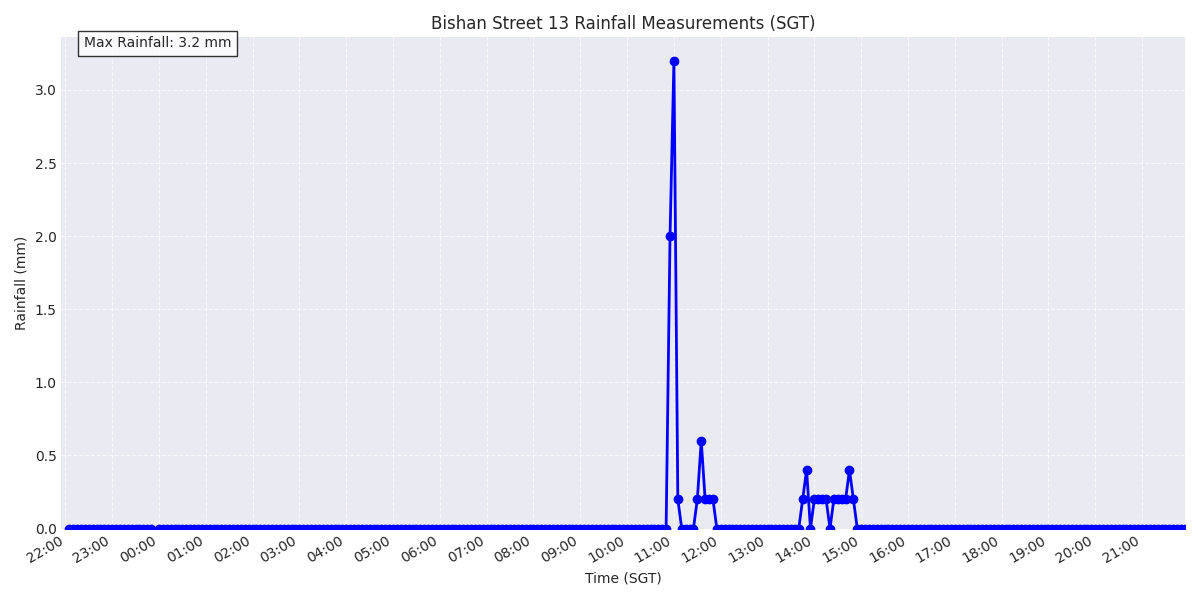 Bishan Street 13 Rainfall Measurements (SGT)
Max Rainfall: 3.2 mm
Rainfall (mm)
3.0
2.5
2.0
1.5
1.0
0.5
0.0
22:00 23:00 00:00 01:00 02:00 03:00 04:00 05:00 06:00 07:00 08:00 09:00 10:00 11:00 12:00 13:00 14:00 15:00 16:00 17:00 18:00 19:00 20:00 21:00
Time (SGT)